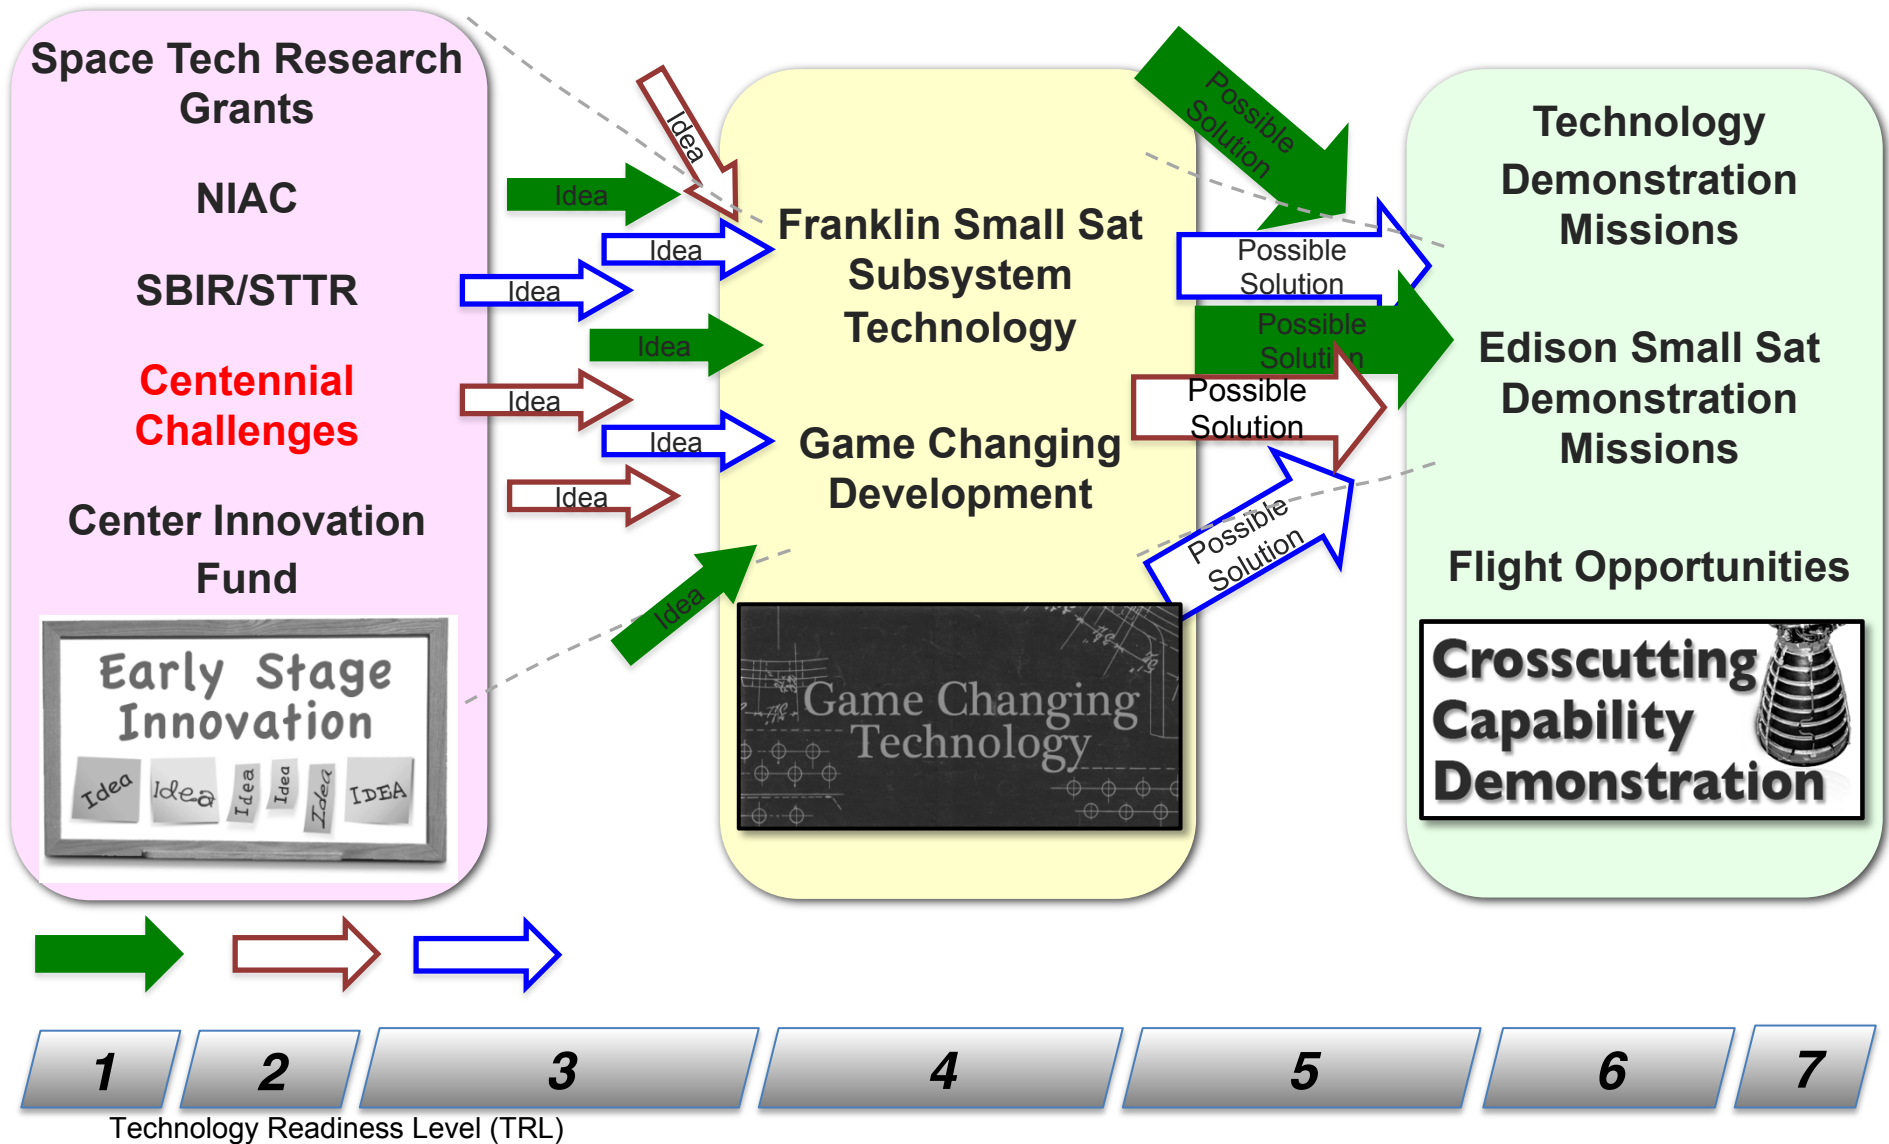 Space Tech Research
Grants
NIAC
SBIR/STTR
Centennial
Challenges
Center Innovation
Fund
Early Stage
Innovation
Idea
Idea
Idea
Idea
Idea
IDEA
Idea
Idea
Idea
Idea
Idea
Idea
Idea
Idea
Idea
Franklin Small Sat
Subsystem
Technology
Game Changing
Development
Game Changing
Technology
Possible
Solution
Possible
Solution
Possible
Solution
Possible
Solution
Possible
Solution
Technology
Demonstration
Missions
Edison Small Sat
Demonstration
Missions
Flight Opportunities
Crosscutting
Capability
Demonstration
1 2 3 4 5 6 7
Technology Readiness Level (TRL)